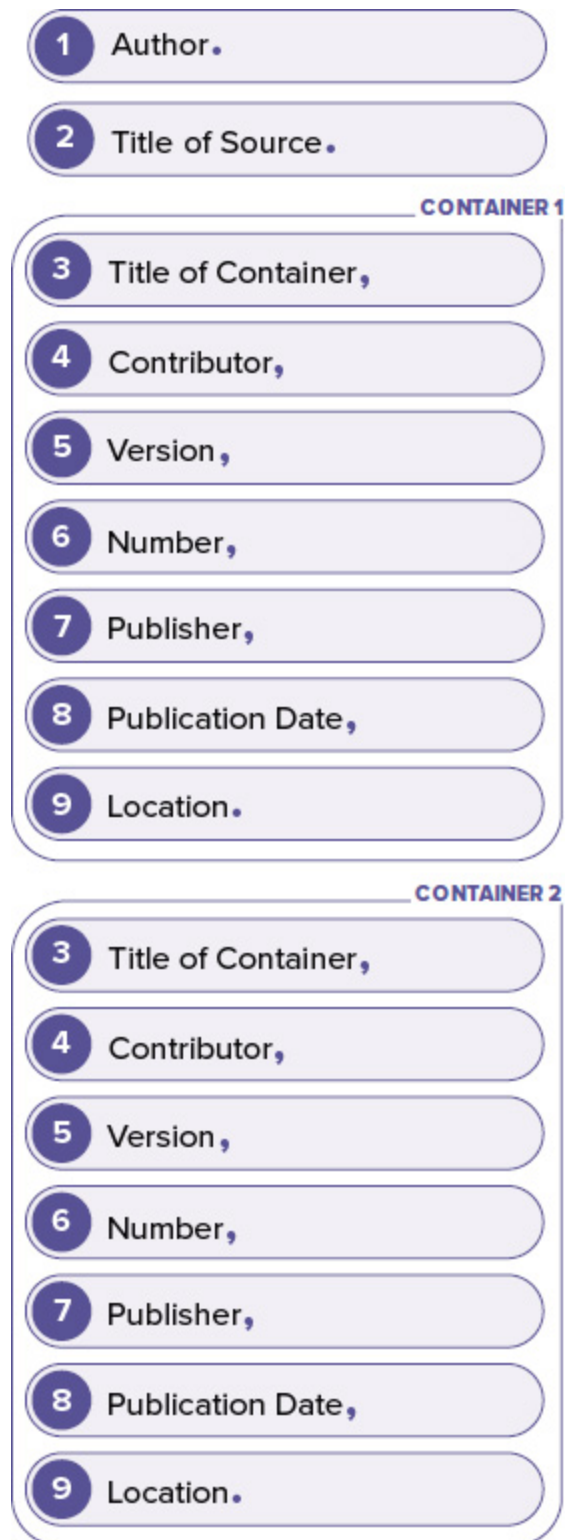 1 Author.
2 Title of Source.
CONTAINER 1
3 Title of Container,
4 Contributor,
5 Version,
6 Number,
7 Publisher,
8 Publication Date,
9 Location.
CONTAINER 2
3 Title of Container,
4 Contributor,
5 Version,
6 Number,
7 Publisher,
8 Publication Date,
9 Location.